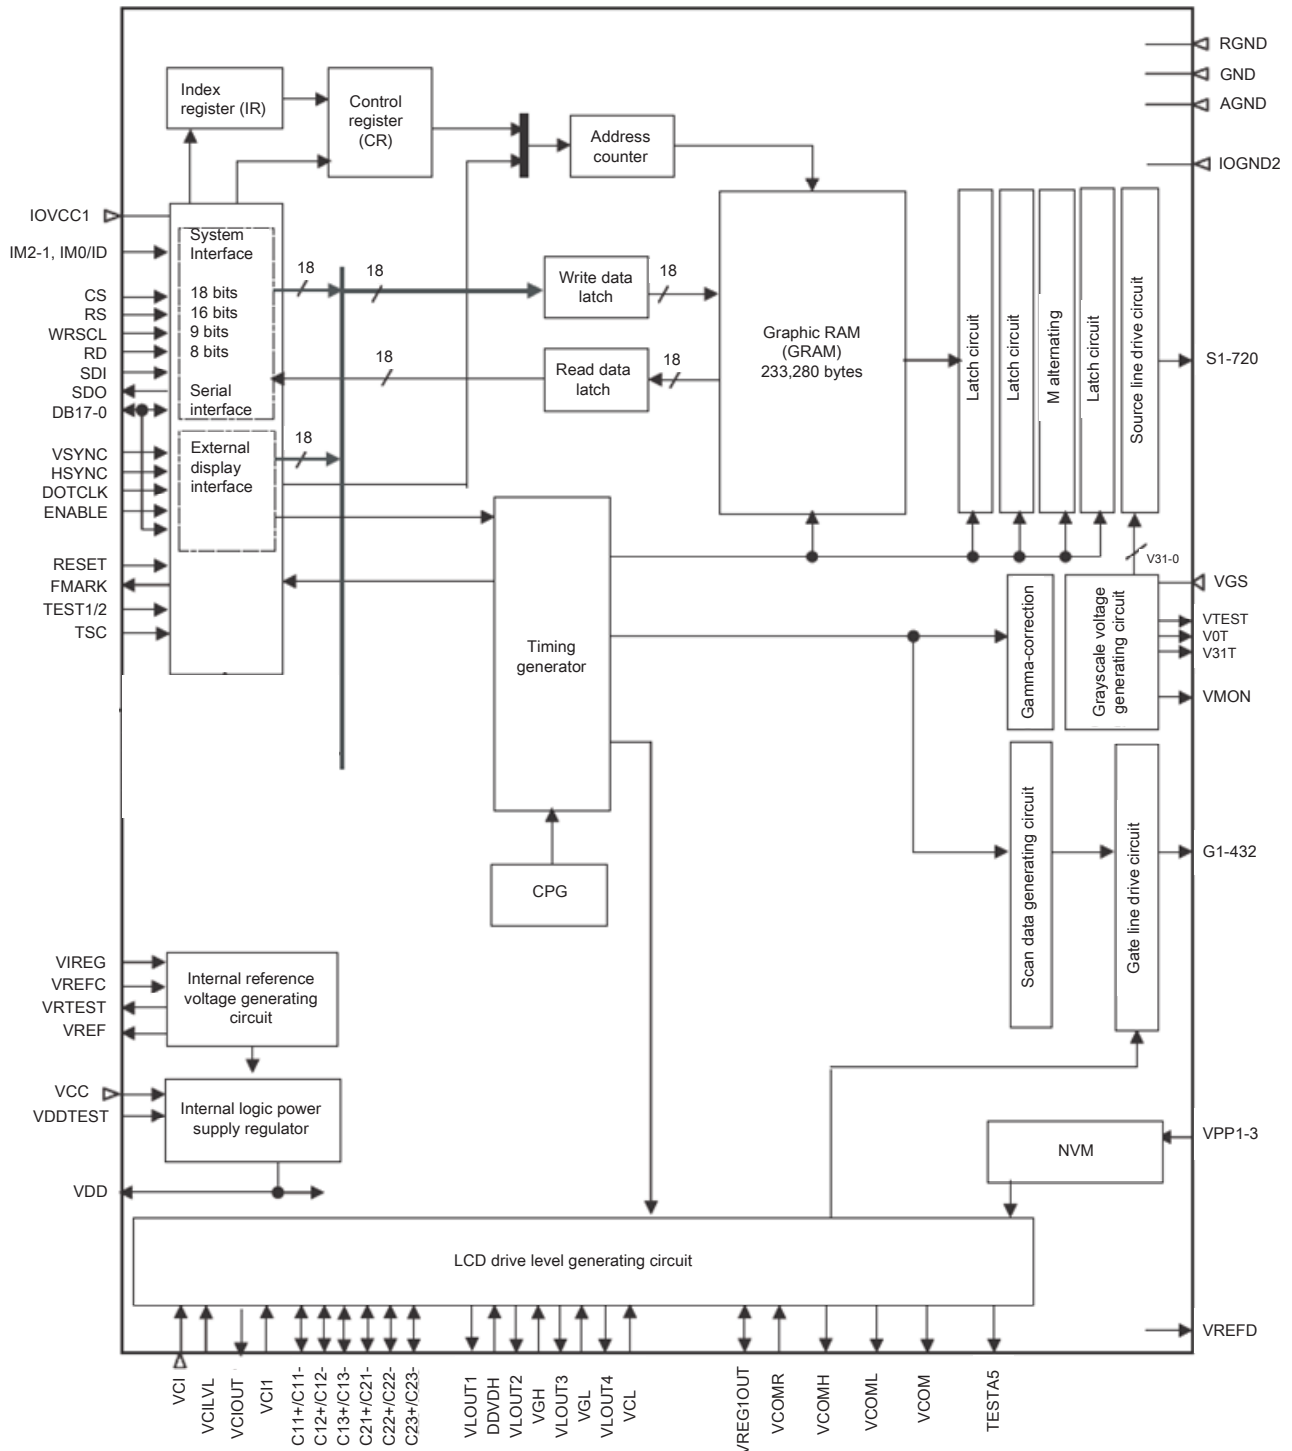 RGND
GND
AGND
IOGND2
Index
register (IR)
Control
register
(CR)
Address
counter
IOVCC1
IM2-1, IM0/ID
CS
RS
WRSCL
RD
SDI
SDO
DB17-0
VSYNC
HSYNC
DOTCLK
ENABLE
RESET
FMARK
TEST1/2
TSC
System
Interface
18 bits
16 bits
9 bits
8 bits
Serial
interface
External
display
interface
18
18
18
18
Write data
latch
18
Read data
latch
18
Graphic RAM
(GRAM)
233,280 bytes
Latch circuit
Latch circuit
M alternating
Latch circuit
Source line drive circuit
S1-720
V31-0
VGS
VTEST
V0T
V31T
VMON
Timing
generator
Gamma-correction
Grayscale voltage
generating circuit
CPG
Scan data generating circuit
Gate line drive circuit
G1-432
VIREG
VREFC
VRTEST
VREF
Internal reference
voltage generating
circuit
VCC
VDDTEST
Internal logic power
supply regulator
VDD
NVM
VPP1-3
LCD drive level generating circuit
VREFD
VCI
VCILVL
VCIOUT
VCI1
C11+/C11-
C12+/C12-
C13+/C13-
C21+/C21-
C22+/C22-
C23+/C23-
VLOUT1
DDVDH
VLOUT2
VGH
VLOUT3
VGL
VLOUT4
VCL
VREG1OUT
VCOMR
VCOMH
VCOML
VCOM
TESTA5